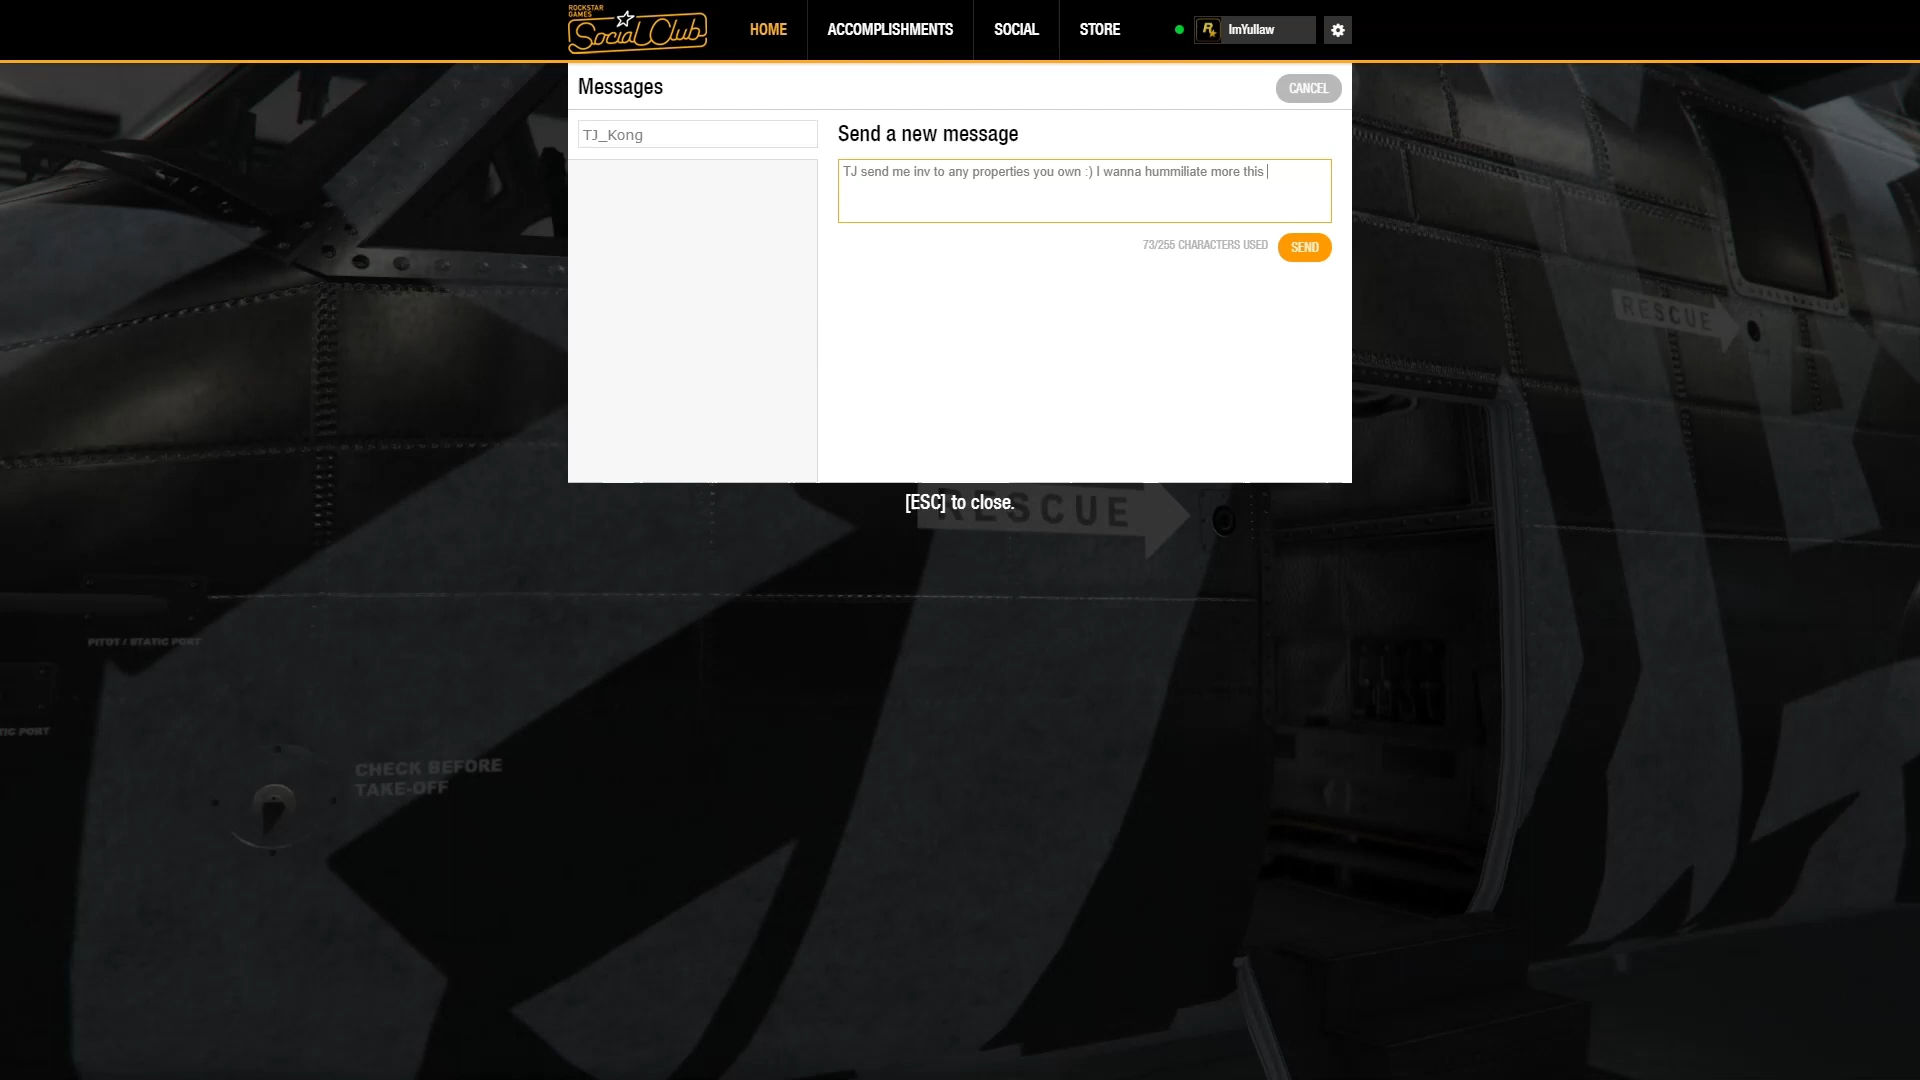 ROCKSTAR
GAMES
Social Club
HOME
ACCOMPLISHMENTS
SOCIAL
STORE
R
ImYullaw
Messages
CANCEL
TJ_Kong
Send a new message
TJ send me inv to any properties you own :) I wanna hummiliate more this
73/255 CHARACTERS USED
SEND
[ESC] to close.
RESCUE
RESCUE
PITOT / STATIC PORT
TIC PORT
CHECK BEFORE
TAKE-OFF